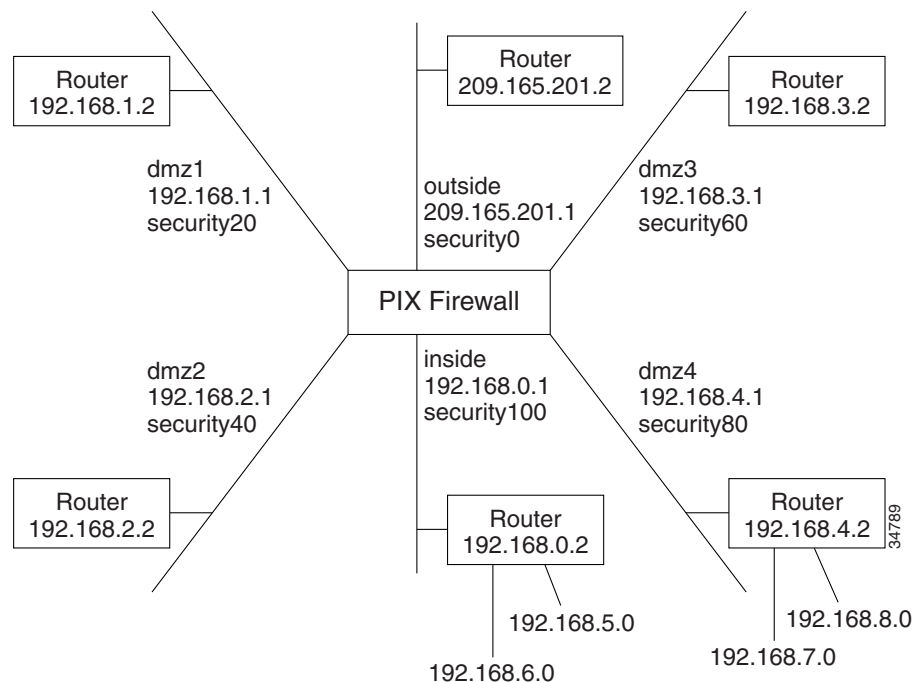 Router
192.168.1.2
Router
209.165.201.2
Router
192.168.3.2
dmz1
192.168.1.1
security20
outside
209.165.201.1
security0
dmz3
192.168.3.1
security60
PIX Firewall
dmz2
192.168.2.1
security40
inside
192.168.0.1
security100
dmz4
192.168.4.1
security80
Router
192.168.2.2
Router
192.168.0.2
Router
192.168.4.2
34789
192.168.5.0
192.168.6.0
192.168.8.0
192.168.7.0